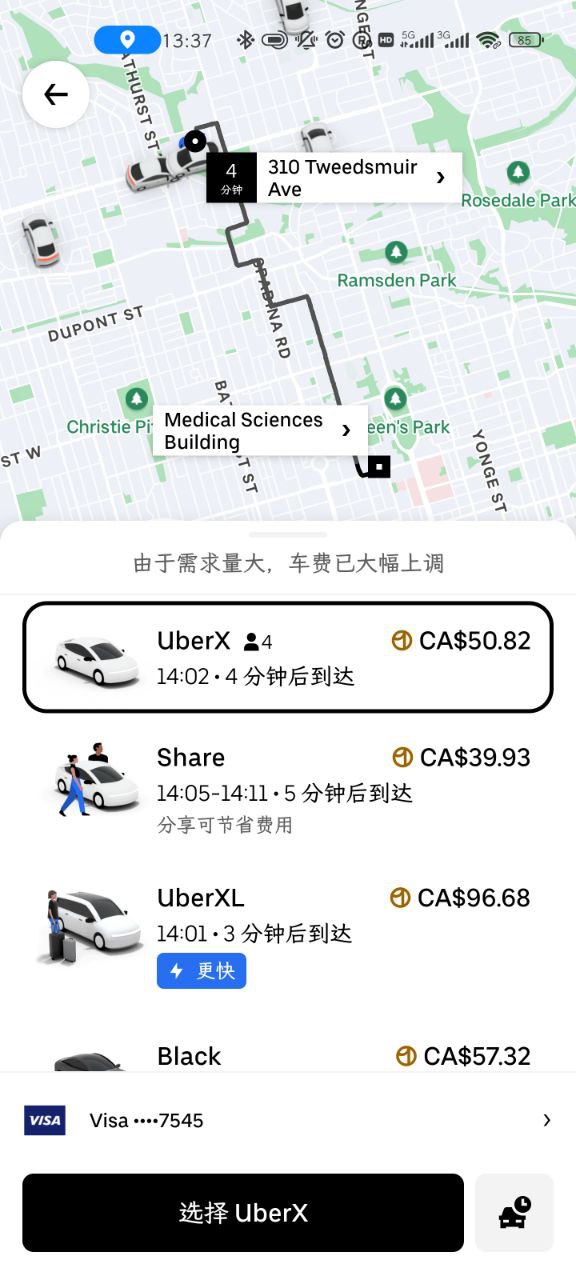 13:37
HD
5G
3G
85
ATHURST ST
NGE ST
4
分钟
310 Tweedsmuir
Ave
Rosedale Park
Ramsden Park
SPADINA RD
DUPONT ST
Christie Pi
Medical Sciences
Building
een's Park
BAT
ST
ST W
YONGE ST
由于需求量大，车费已大幅上调
UberX 4 CA$50.82
14:02 • 4 分钟后到达
Share CA$39.93
14:05-14:11 • 5 分钟后到达
分享可节省费用
UberXL CA$96.68
14:01 • 3 分钟后到达
更快
Black CA$57.32
VISA Visa ••••7545
选择 UberX